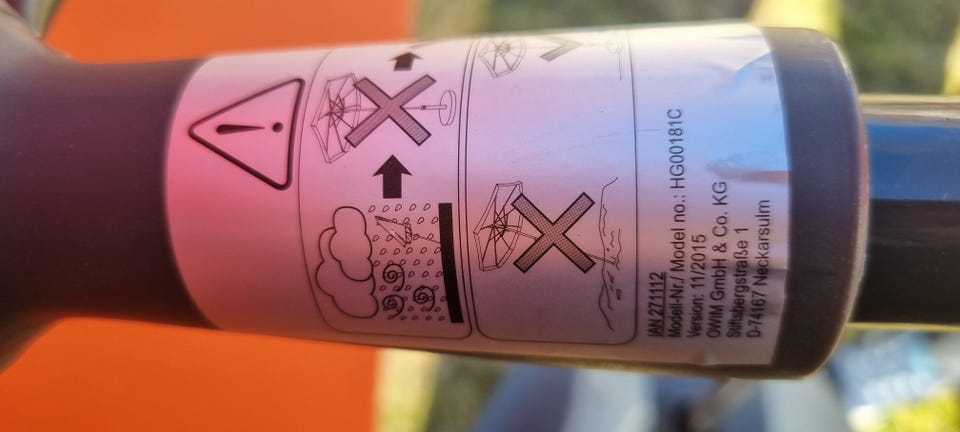 IAN 271112
Modell-Nr./ Model no.: HG00181C
Version: 11/2015
OWIM GmbH & Co. KG
Stiftsbergstraße 1
D-74167 Neckarsulm